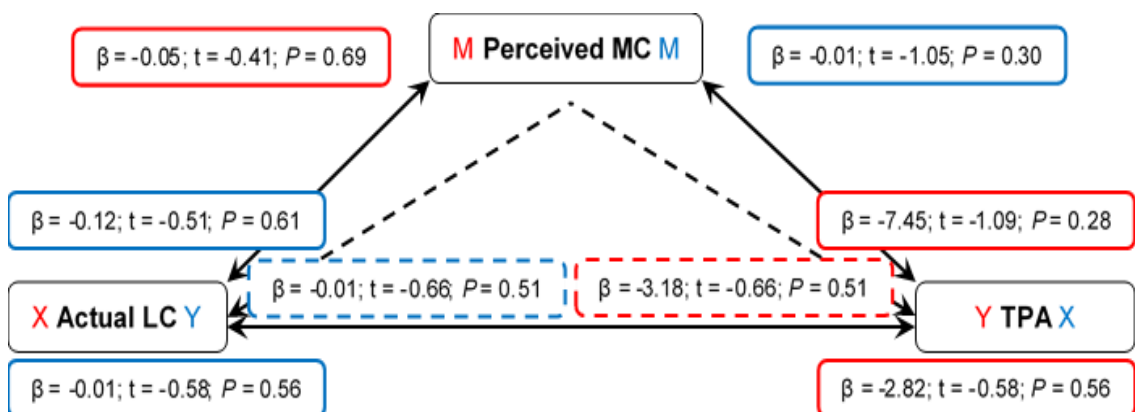 β = -0.05; t = -0.41; P = 0.69
M Perceived MC M
β = -0.01; t = -1.05; P = 0.30
β = -0.12; t = -0.51; P = 0.61
β = -7.45; t = -1.09; P = 0.28
β = -0.01; t = -0.66; P = 0.51
β = -3.18; t = -0.66; P = 0.51
X Actual LC Y
Y TPA X
β = -0.01; t = -0.58; P = 0.56
β = -2.82; t = -0.58; P = 0.56